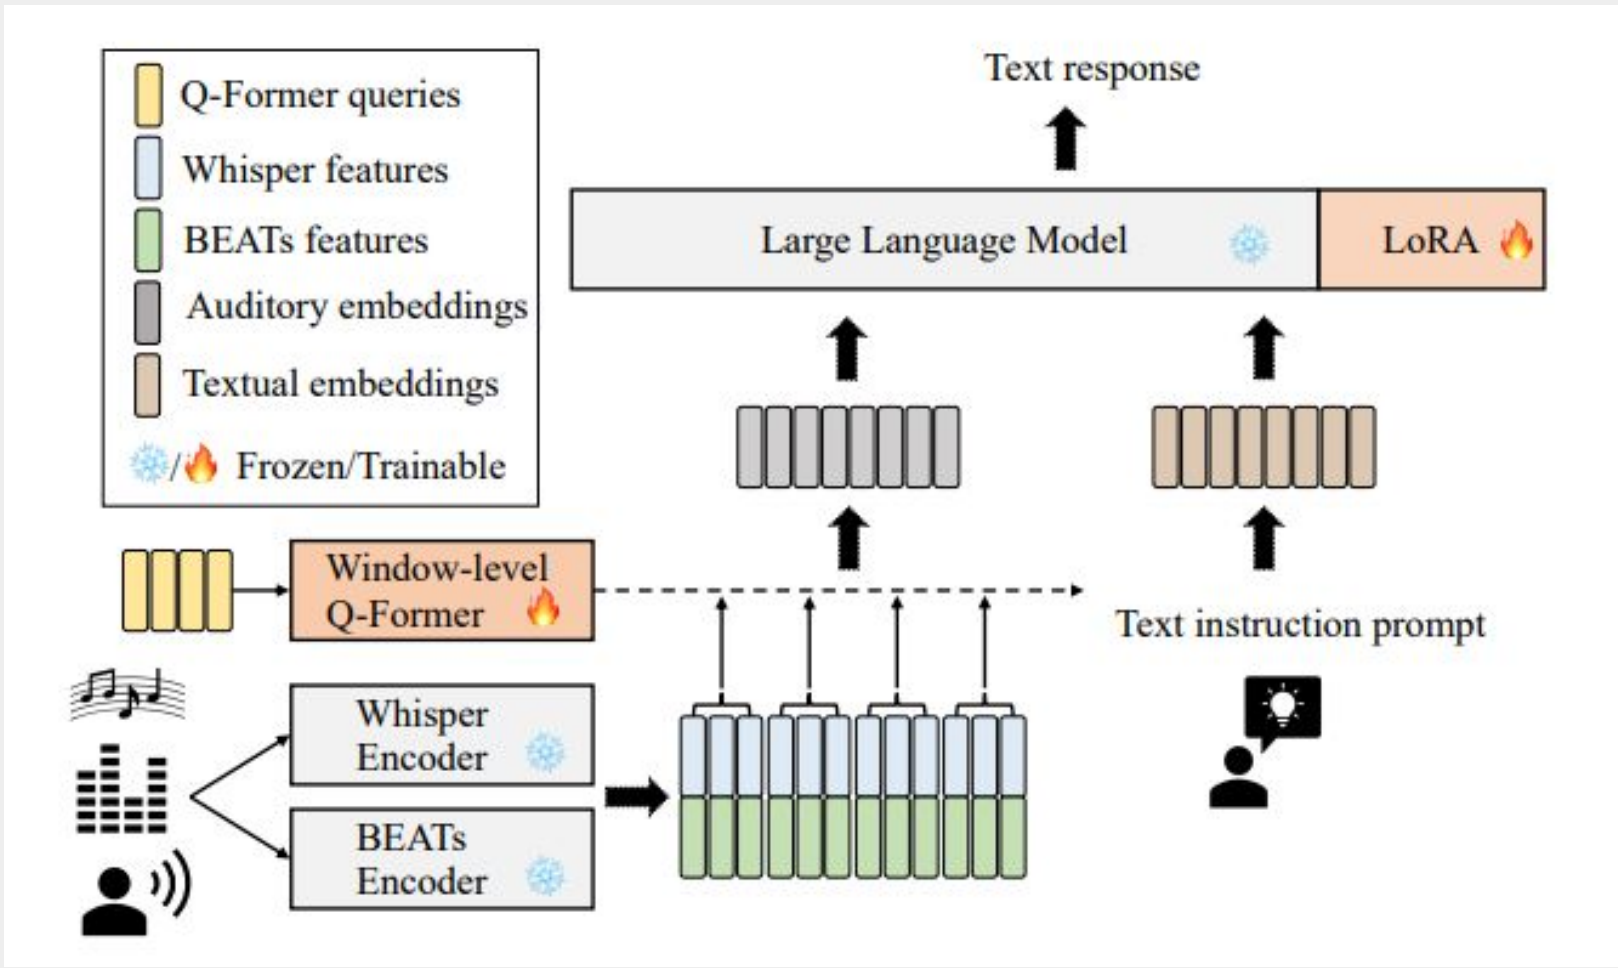 Q-Former queries
Whisper features
BEATs features
Auditory embeddings
Textual embeddings
/ Frozen/Trainable
Text response
Large Language Model
LoRA
Window-level
Q-Former
Text instruction prompt
Whisper
Encoder
BEATs
Encoder